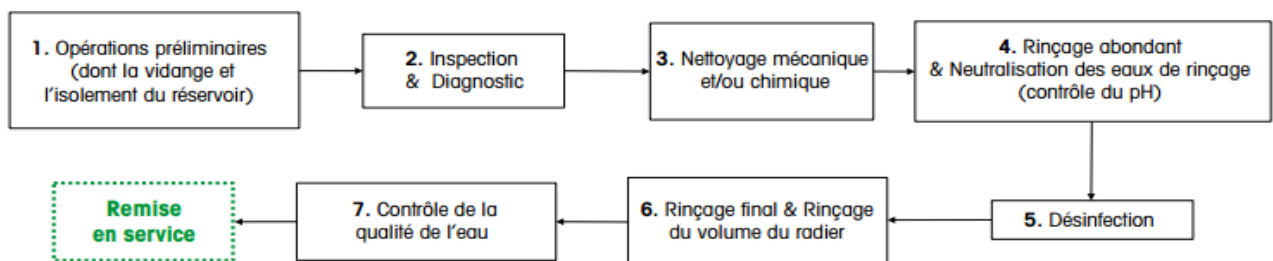 1. Opérations préliminaires
(dont la vidange et
l'isolement du réservoir)
2. Inspection
& Diagnostic
3. Nettoyage mécanique
et/ou chimique
4. Rinçage abondant
& Neutralisation des eaux de rinçage
(contrôle du pH)
5. Désinfection
6. Rinçage final & Rinçage
du volume du radier
7. Contrôle de la
qualité de l'eau
Remise
en service